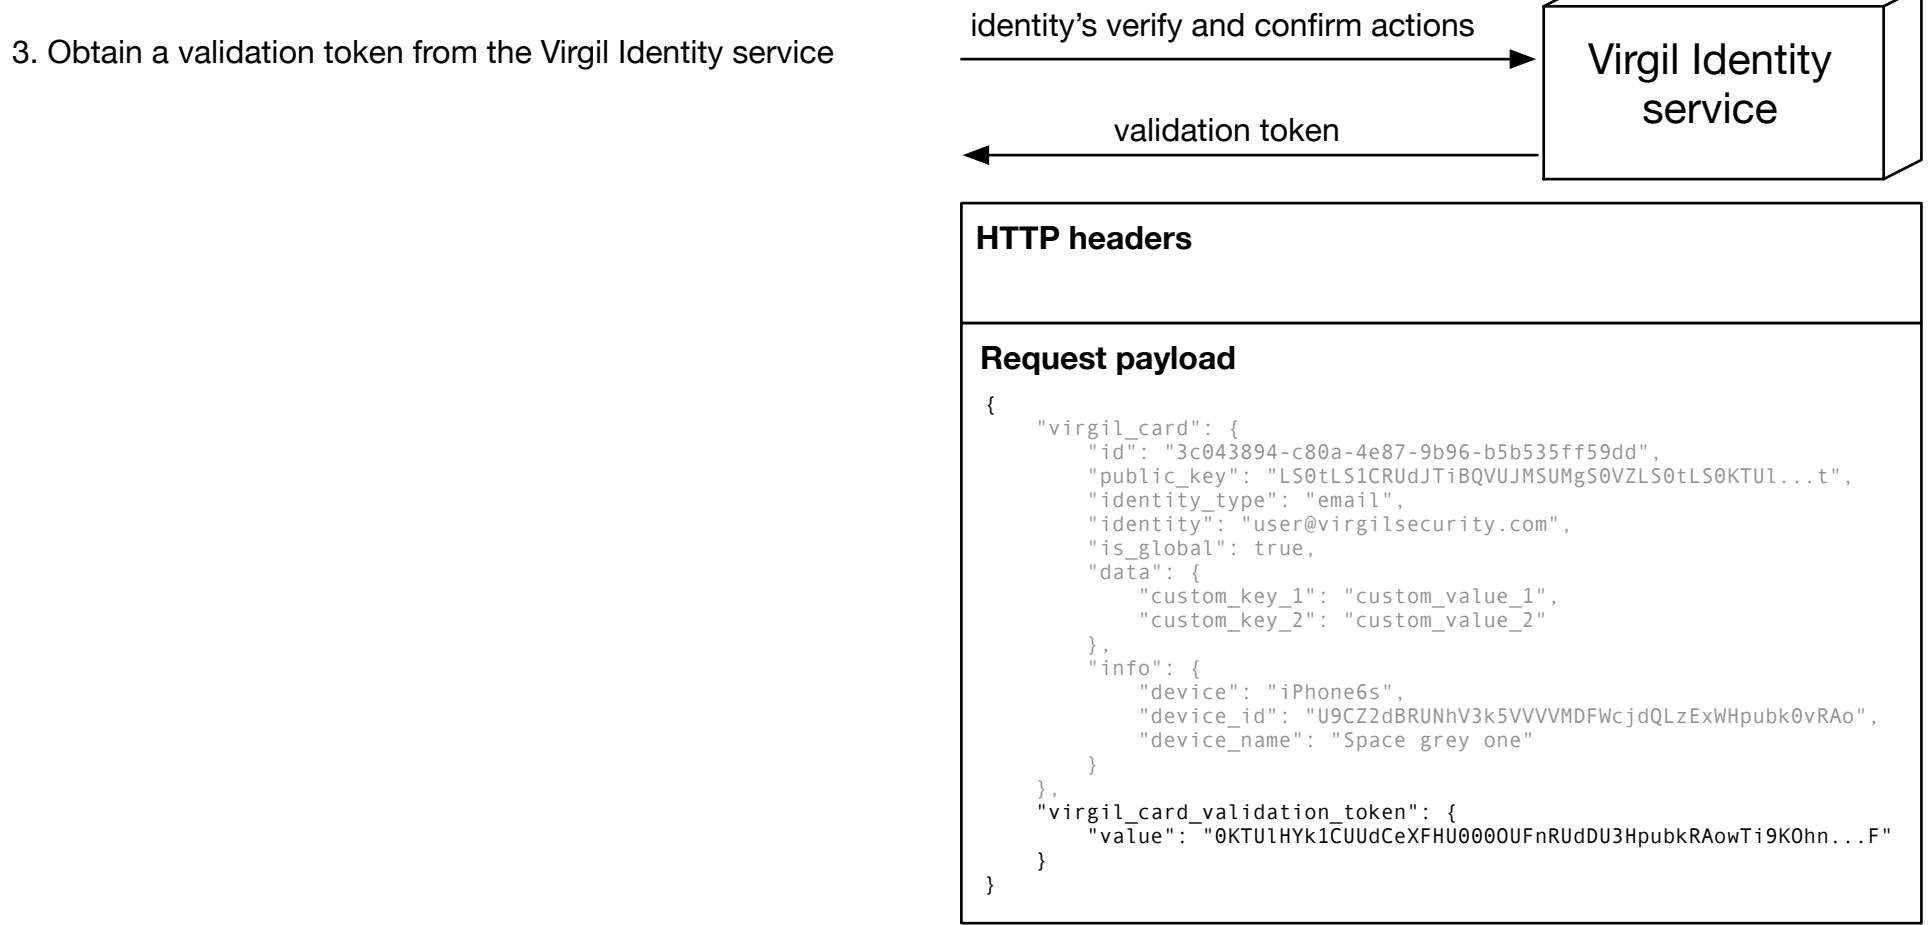 3. Obtain a validation token from the Virgil Identity service
identity’s verify and confirm actions
validation token
Virgil Identity
service
HTTP headers
Request payload
{
"virgil_card": {
"id": "3c043894-c80a-4e87-9b96-b5b535ff59dd",
"public_key": "LS0tLS1CRUdJTiBQVUJMSUMgS0VZLS0tLS0KTUl...t",
"identity_type": "email",
"identity": "user@virgilsecurity.com",
"is_global": true,
"data": {
"custom_key_1": "custom_value_1",
"custom_key_2": "custom_value_2"
},
"info": {
"device": "iPhone6s",
"device_id": "U9CZ2dBRUNhV3k5VVVVMDFWcjdQLzExWHpubk0vRAo",
"device_name": "Space grey one"
}
},
"virgil_card_validation_token": {
"value": "0KTUlHYk1CUUdCeXFHU000OUFnRUdDU3HpubkRAowTi9KOhn...F"
}
}